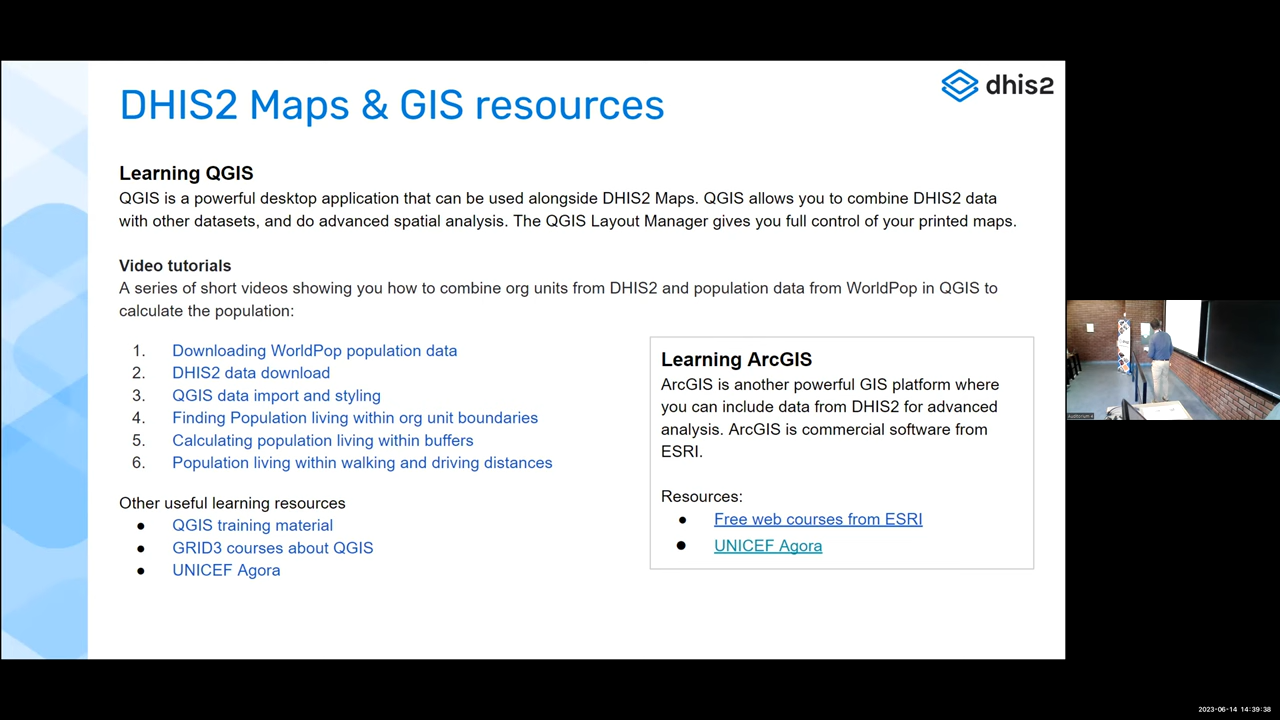 DHIS2 Maps & GIS resources
dhis2
Learning QGIS
QGIS is a powerful desktop application that can be used alongside DHIS2 Maps. QGIS allows you to combine DHIS2 data
with other datasets, and do advanced spatial analysis. The QGIS Layout Manager gives you full control of your printed maps.
Video tutorials
A series of short videos showing you how to combine org units from DHIS2 and population data from WorldPop in QGIS to
calculate the population:
1. Downloading WorldPop population data
2. DHIS2 data download
3. QGIS data import and styling
4. Finding Population living within org unit boundaries
5. Calculating population living within buffers
6. Population living within walking and driving distances
Other useful learning resources
● QGIS training material
● GRID3 courses about QGIS
● UNICEF Agora
Learning ArcGIS
ArcGIS is another powerful GIS platform where
you can include data from DHIS2 for advanced
analysis. ArcGIS is commercial software from
ESRI.
Resources:
● Free web courses from ESRI
● UNICEF Agora
2023-06-14 14:39:38